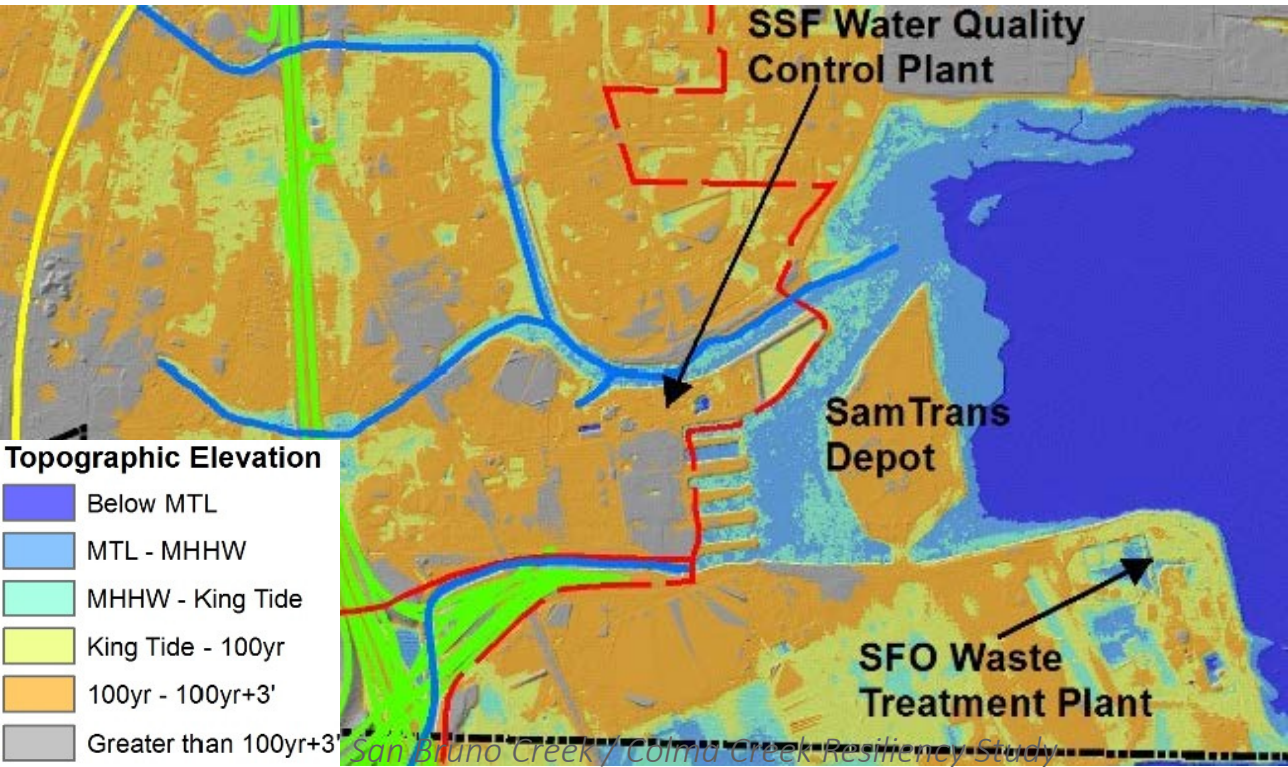 SSF Water Quality
Control Plant
SamTrans
Depot
Topographic Elevation
Below MTL
MTL - MHHW
MHHW - King Tide
King Tide - 100yr
100yr - 100yr+3'
Greater than 100yr+3'
SFO Waste
Treatment Plant
San Bruno Creek / Colma Creek Resiliency Study